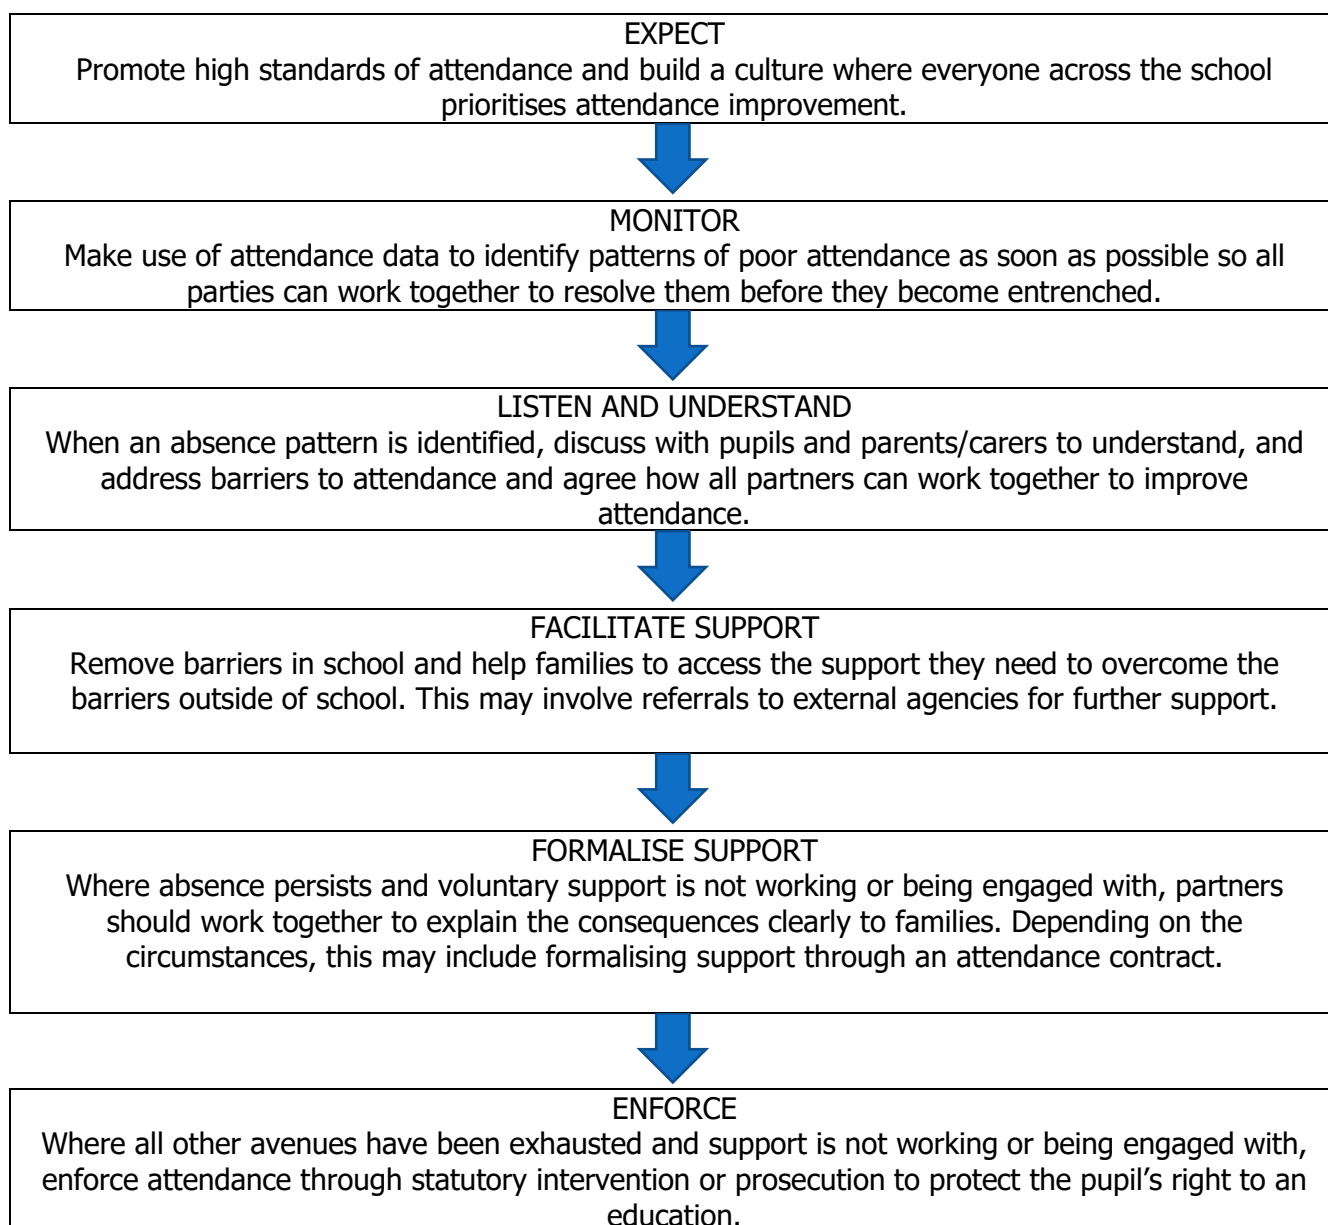 EXPECT
Promote high standards of attendance and build a culture where everyone across the school
prioritises attendance improvement.
MONITOR
Make use of attendance data to identify patterns of poor attendance as soon as possible so all
parties can work together to resolve them before they become entrenched.
LISTEN AND UNDERSTAND
When an absence pattern is identified, discuss with pupils and parents/carers to understand, and
address barriers to attendance and agree how all partners can work together to improve
attendance.
FACILITATE SUPPORT
Remove barriers in school and help families to access the support they need to overcome the
barriers outside of school. This may involve referrals to external agencies for further support.
FORMALISE SUPPORT
Where absence persists and voluntary support is not working or being engaged with, partners
should work together to explain the consequences clearly to families. Depending on the
circumstances, this may include formalising support through an attendance contract.
ENFORCE
Where all other avenues have been exhausted and support is not working or being engaged with,
enforce attendance through statutory intervention or prosecution to protect the pupil’s right to an
education.